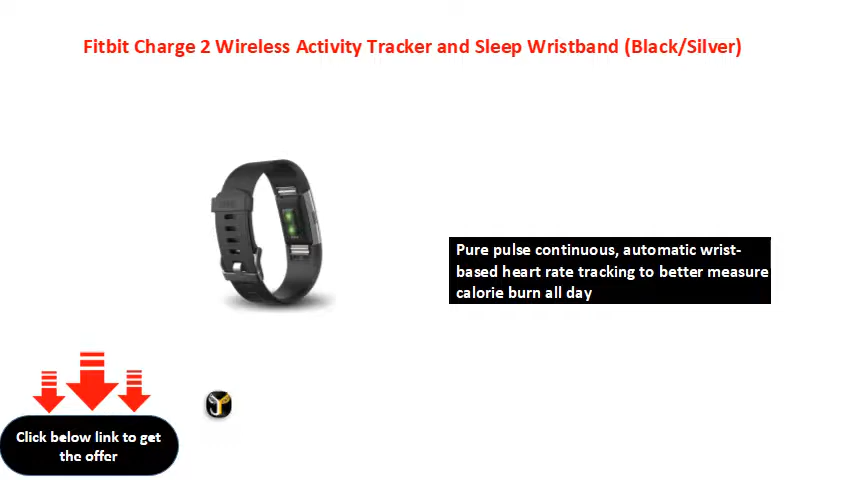 Fitbit Charge 2 Wireless Activity Tracker and Sleep Wristband (Black/Silver)
Pure pulse continuous, automatic wrist-
based heart rate tracking to better measure
calorie burn all day
Click below link to get
the offer